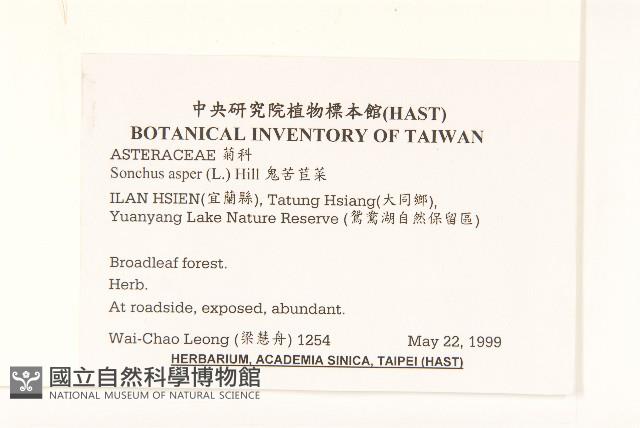 中央研究院植物標本館(HAST)
BOTANICAL INVENTORY OF TAIWAN
ASTERACEAE 菊科
Sonchus asper (L.) Hill 鬼苦苣菜
ILAN HSIEN(宜蘭縣), Tatung Hsiang(大同鄉),
Yuanyang Lake Nature Reserve (鴛鴦湖自然保留區)
Broadleaf forest.
Herb.
At roadside, exposed, abundant.
Wai-Chao Leong (梁慧舟) 1254 May 22, 1999
HERBARIUM, ACADEMIA SINICA, TAIPEI (HAST)
國立自然科學博物館
NATIONAL MUSEUM OF NATURAL SCIENCE